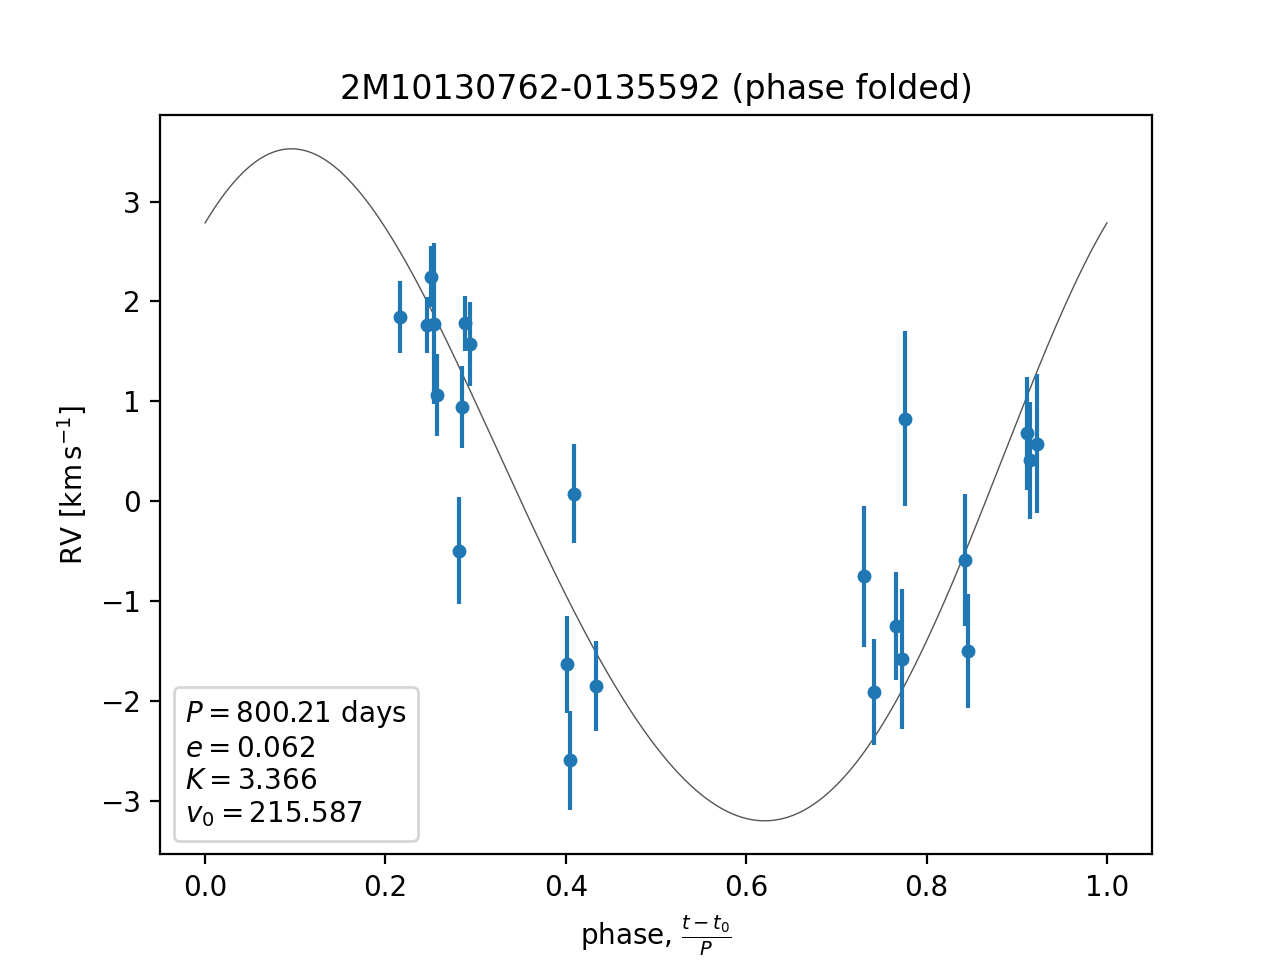 2M10130762-0135592 (phase folded)
RV [km s⁻¹]
3
2
1
0
−1
−2
−3
P = 800.21 days
e = 0.062
K = 3.366
v₀ = 215.587
0.0 0.2 0.4 0.6 0.8 1.0
phase, (t − t₀)/P